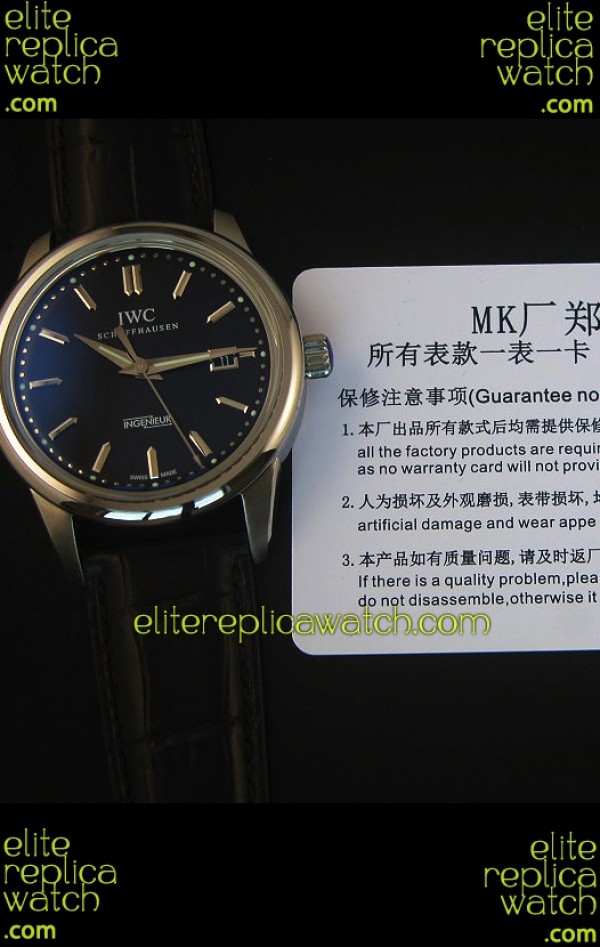 elite
replica
watch
.com
elite
replica
watch
.com
IWC
SCHAFFHAUSEN
INGENIEUR
SWISS MADE
MK厂 郑
所有表款一表一卡
保修注意事项(Guarantee no
1. 本厂出品所有款式后均需提供保修
all the factory products are requir
as no warranty card will not provi
2. 人为损坏及外观磨损, 表带损坏,
artificial damage and wear appe
3. 本产品如有质量问题, 请及时返厂
If there is a quality problem,plea
do not disassemble,otherwise it
elitereplicawatch.com
elite
replica
watch
.com
elite
replica
watch
.com